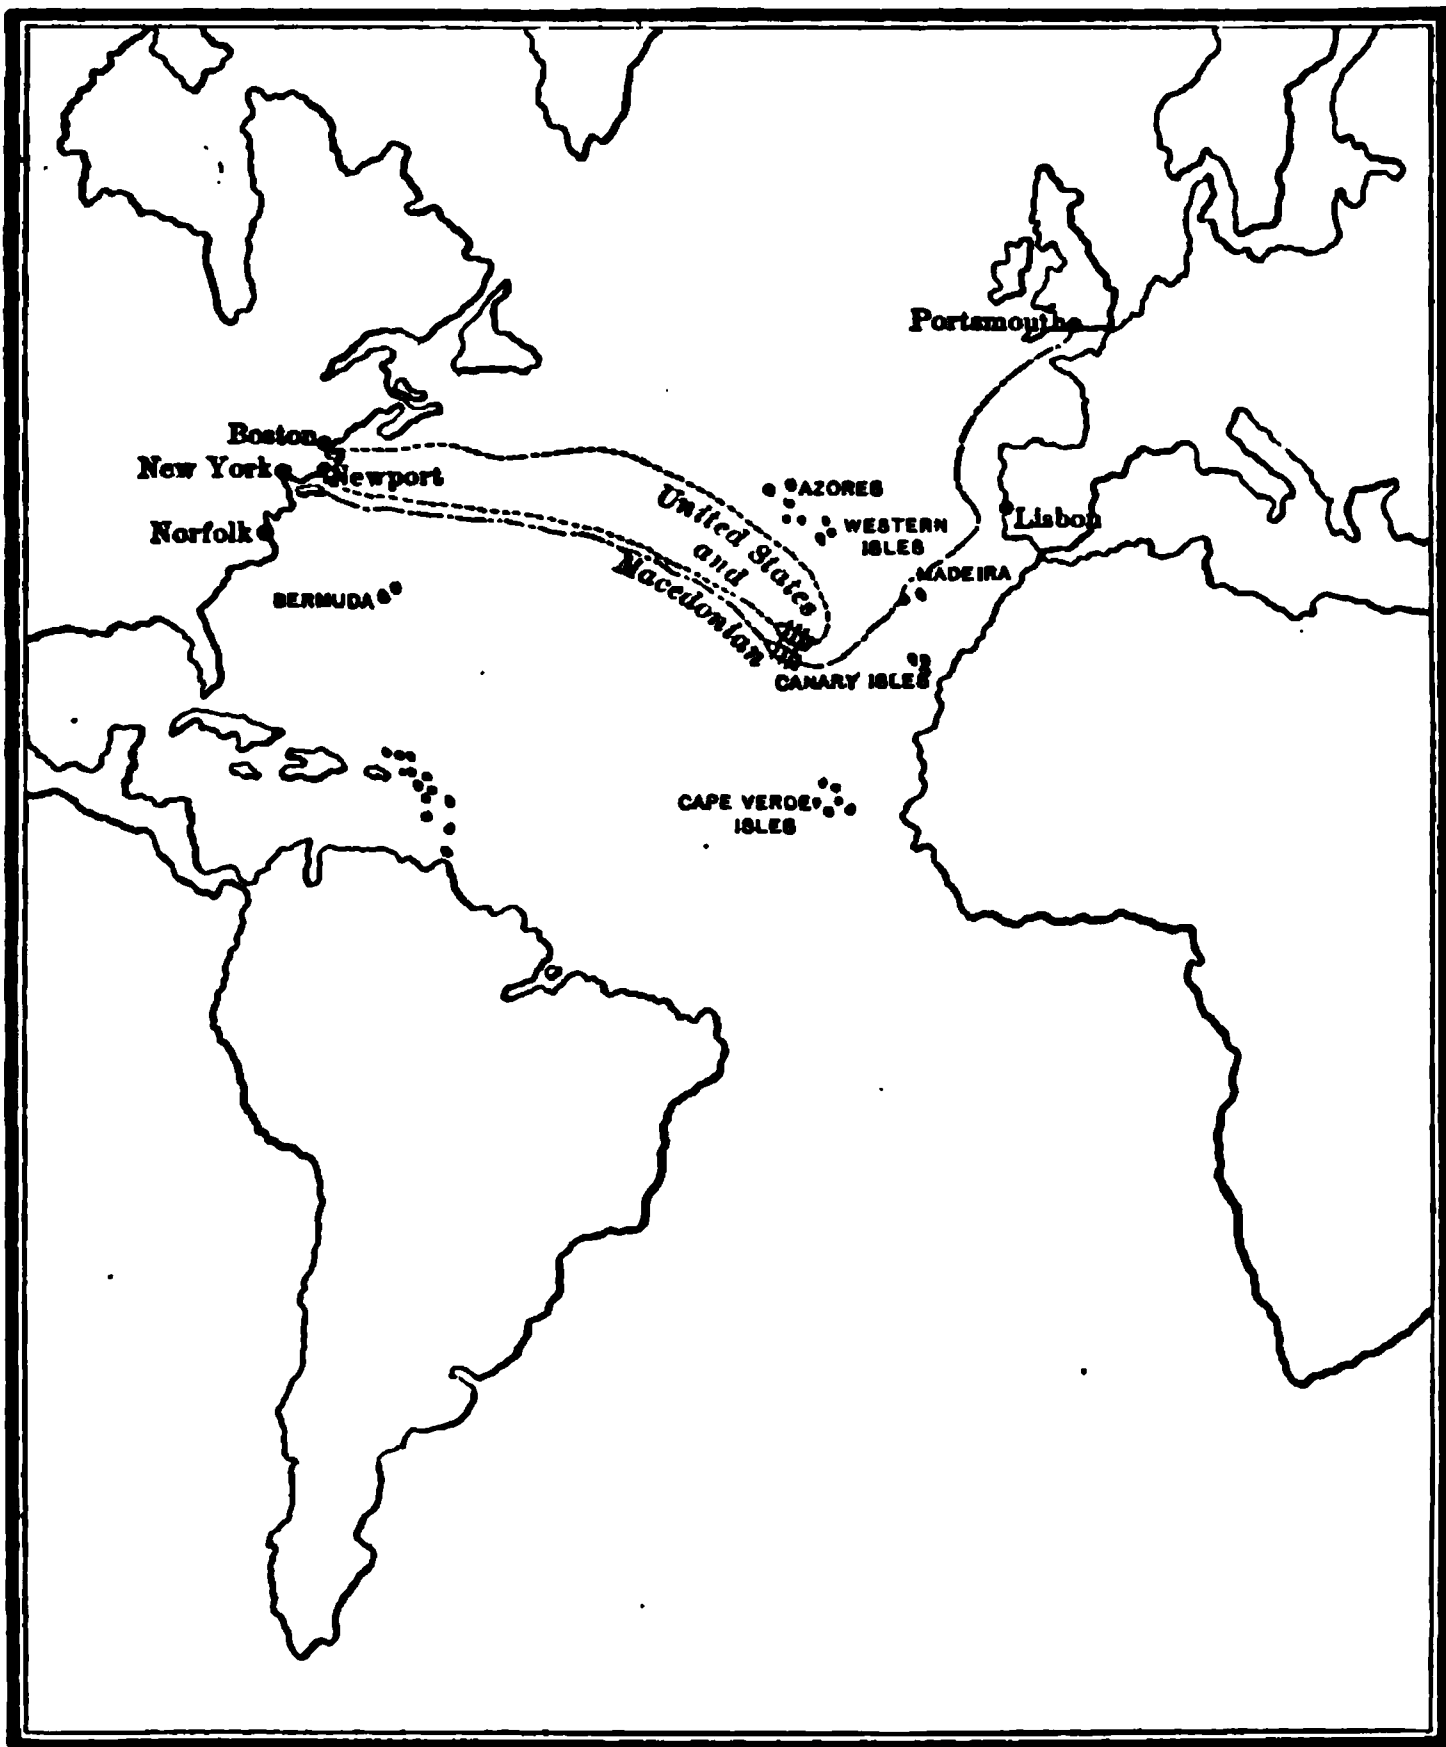 Portsmouth
Boston
New York
Newport
Norfolk
AZORES
WESTERN
ISLES
Lisbon
United States
and
Macedonian
MADEIRA
BERMUDA
CANARY ISLES
CAPE VERDE
ISLES